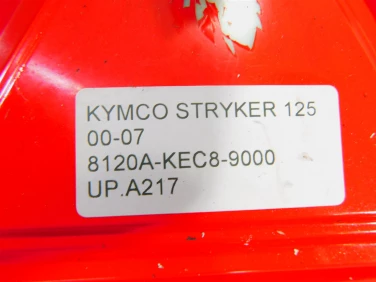 KYMCO STRYKER 125
00-07
8120A-KEC8-9000
UP.A217